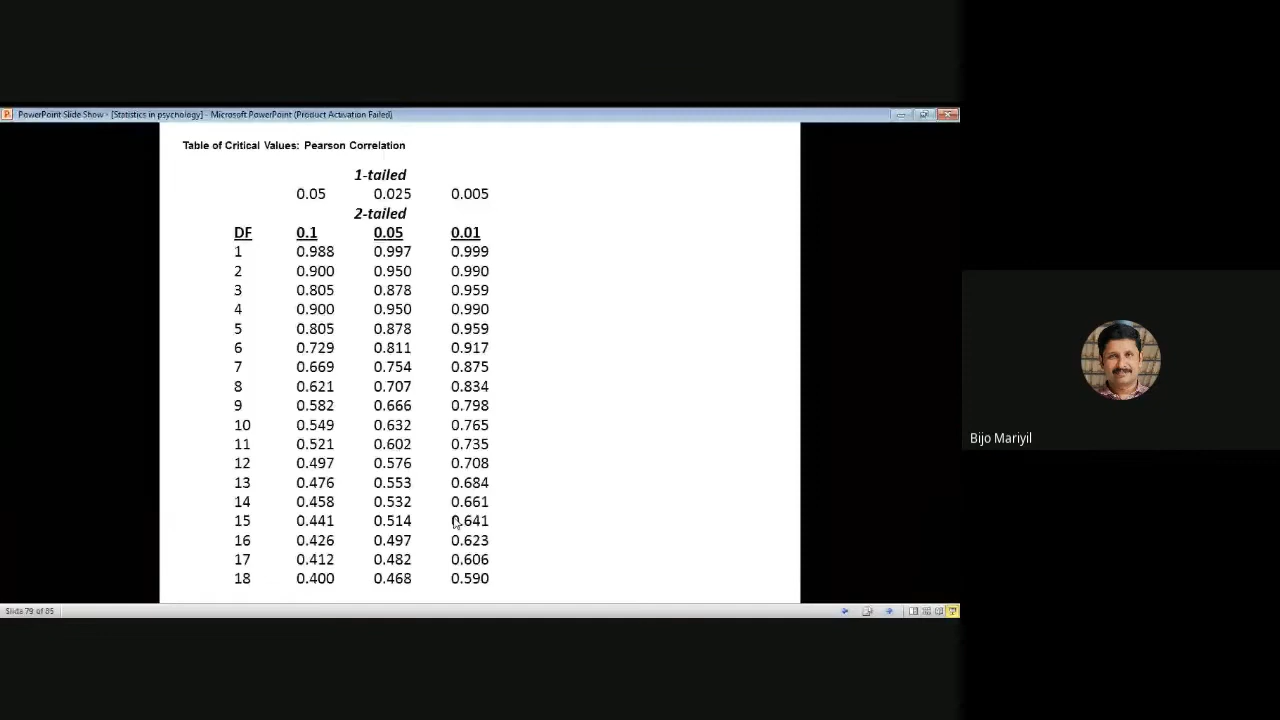 PowerPoint Slide Show - [Statistics in psychology] - Microsoft PowerPoint (Product Activation Failed)
Table of Critical Values: Pearson Correlation
1-tailed
0.05 0.025 0.005
2-tailed
DF 0.1 0.05 0.01
1 0.988 0.997 0.999
2 0.900 0.950 0.990
3 0.805 0.878 0.959
4 0.900 0.950 0.990
5 0.805 0.878 0.959
6 0.729 0.811 0.917
7 0.669 0.754 0.875
8 0.621 0.707 0.834
9 0.582 0.666 0.798
10 0.549 0.632 0.765
11 0.521 0.602 0.735
12 0.497 0.576 0.708
13 0.476 0.553 0.684
14 0.458 0.532 0.661
15 0.441 0.514 0.641
16 0.426 0.497 0.623
17 0.412 0.482 0.606
18 0.400 0.468 0.590
Slide 79 of 85
Bijo Mariyil